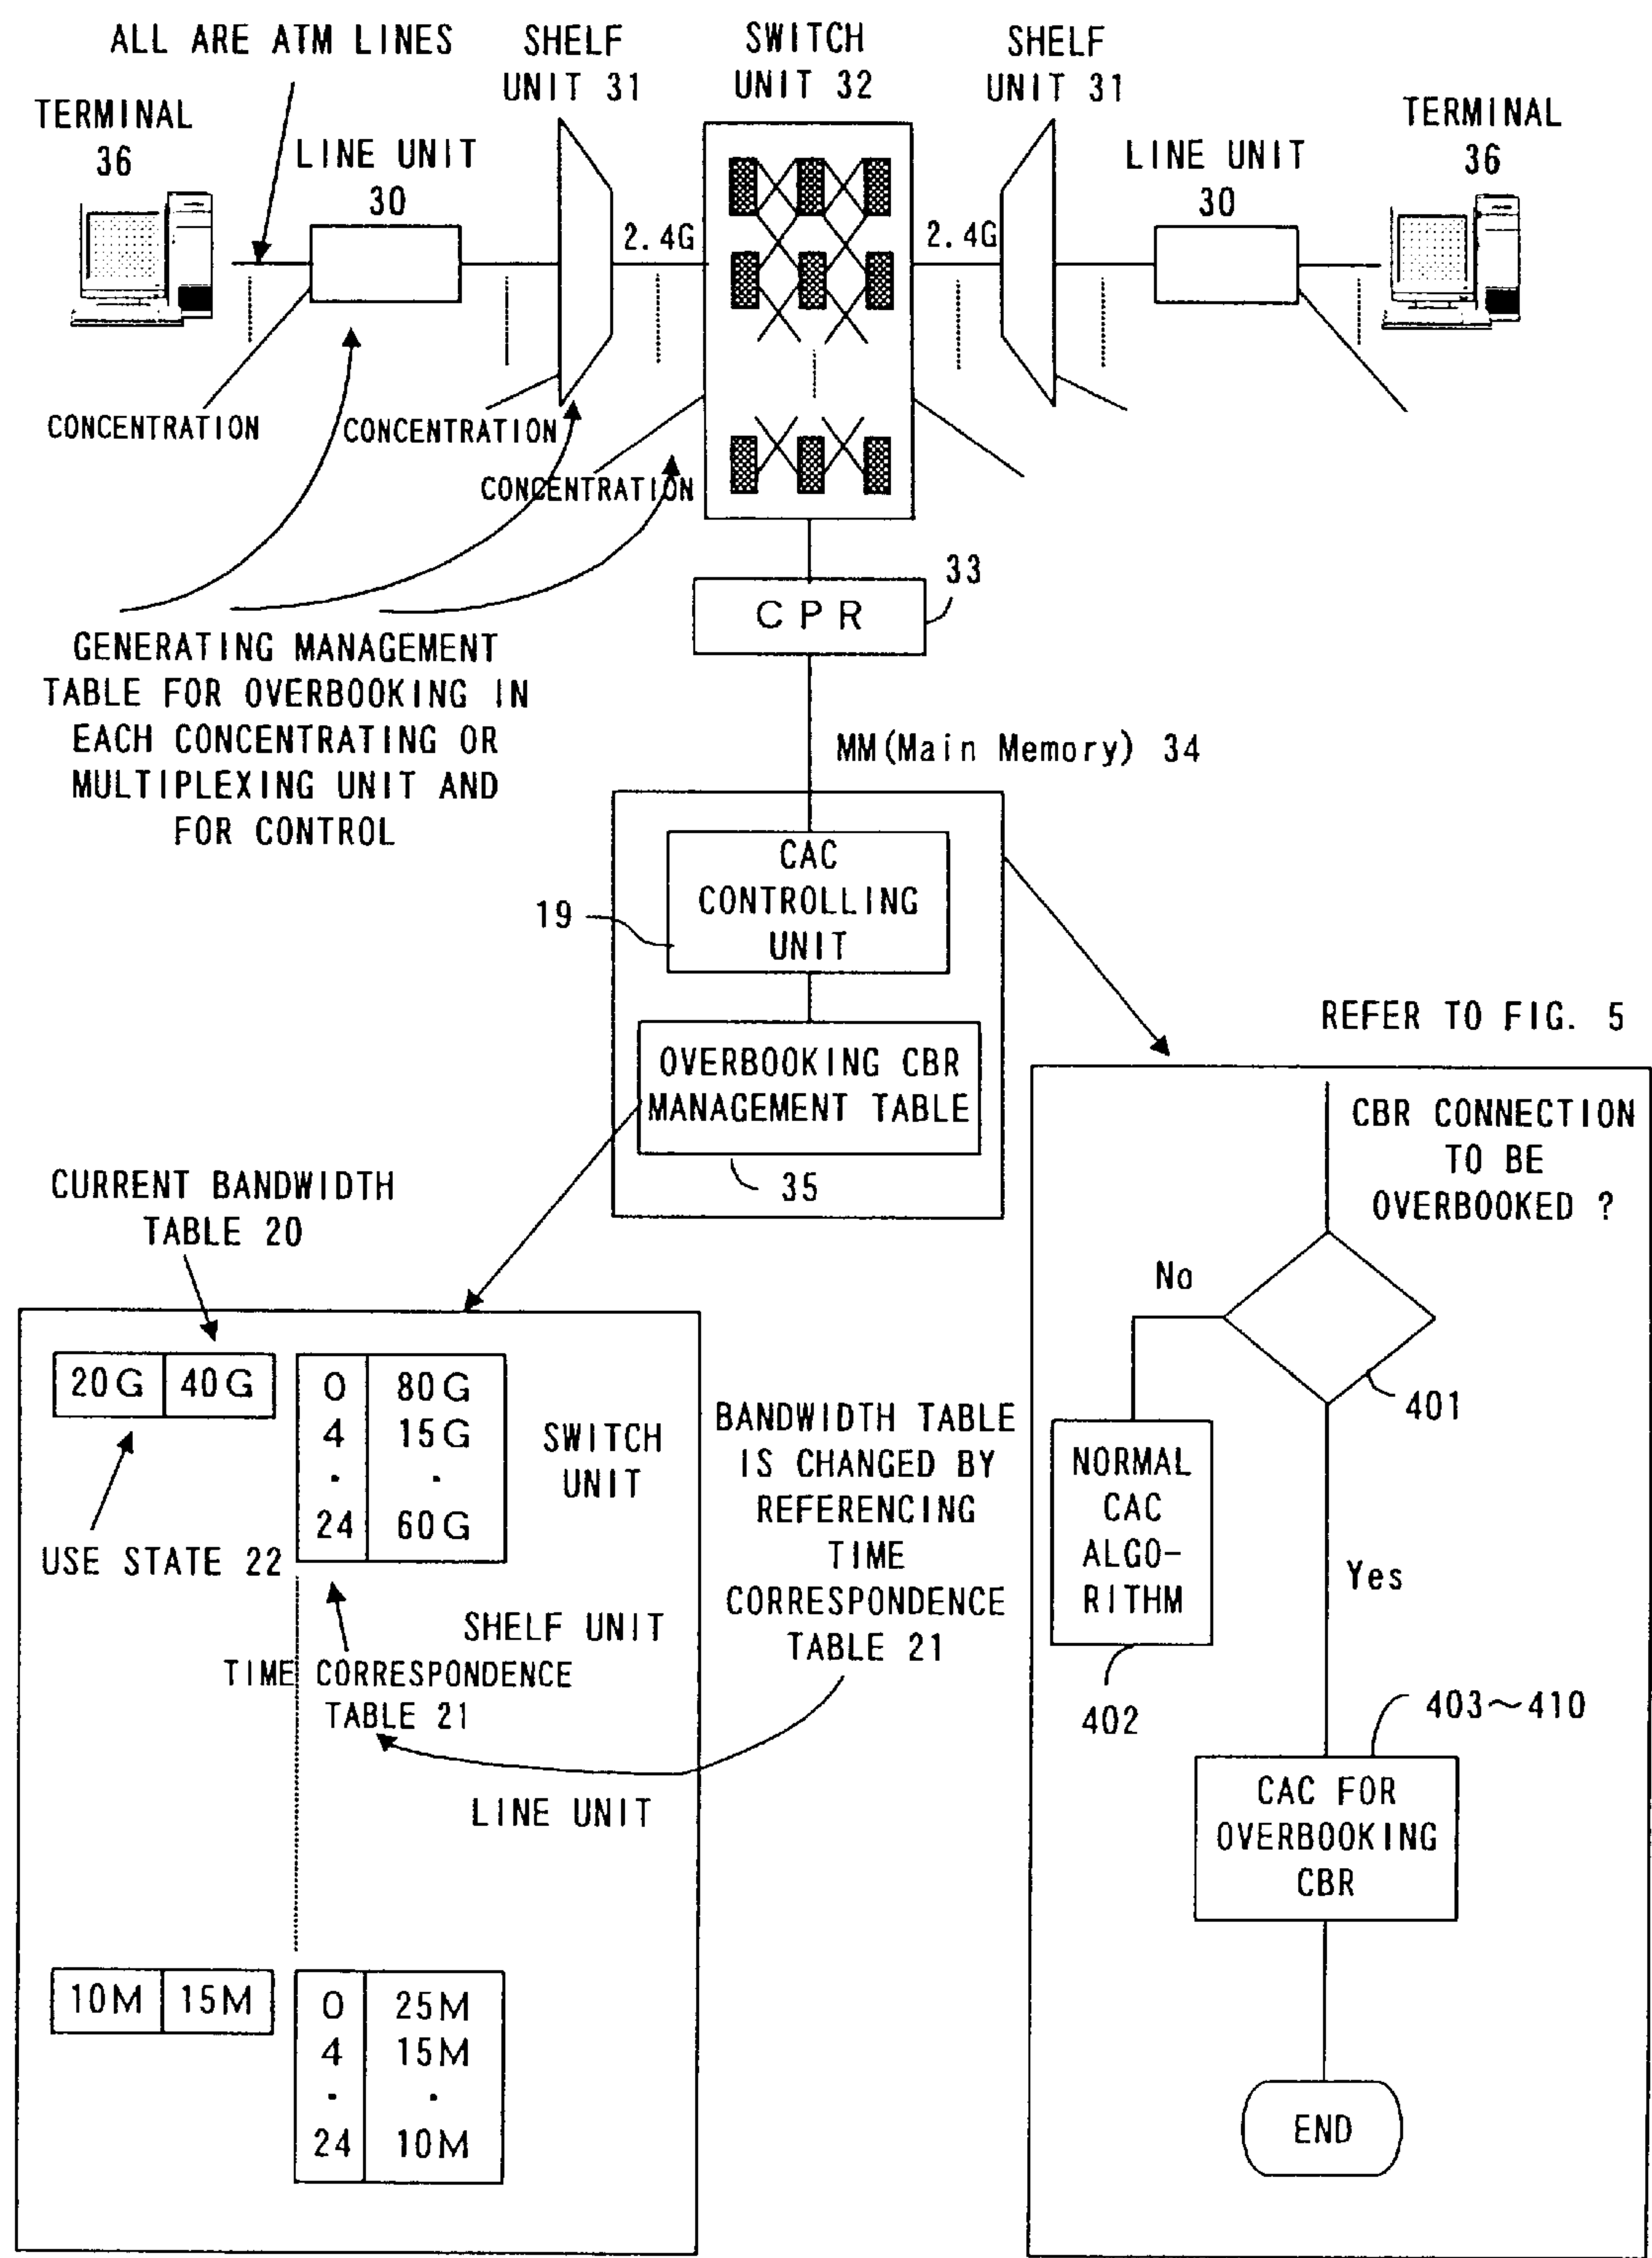 ALL ARE ATM LINES
SHELF
UNIT 31
SWITCH
UNIT 32
SHELF
UNIT 31
TERMINAL
36
LINE UNIT
30
LINE UNIT
30
TERMINAL
36
2.4G
2.4G
CONCENTRATION
CONCENTRATION
CONCENTRATION
GENERATING MANAGEMENT
TABLE FOR OVERBOOKING IN
EACH CONCENTRATING OR
MULTIPLEXING UNIT AND
FOR CONTROL
CPR
33
MM(Main Memory) 34
CAC
CONTROLLING
UNIT
19
OVERBOOKING CBR
MANAGEMENT TABLE
35
REFER TO FIG. 5
CURRENT BANDWIDTH
TABLE 20
20G 40G
0 80G
4 15G
. .
24 60G
SWITCH
UNIT
USE STATE 22
SHELF UNIT
TIME CORRESPONDENCE
TABLE 21
LINE UNIT
10M 15M
0 25M
4 15M
. .
24 10M
BANDWIDTH TABLE
IS CHANGED BY
REFERENCING
TIME
CORRESPONDENCE
TABLE 21
CBR CONNECTION
TO BE
OVERBOOKED ?
No
401
NORMAL
CAC
ALGO-
RITHM
402
Yes
403～410
CAC FOR
OVERBOOKING
CBR
END